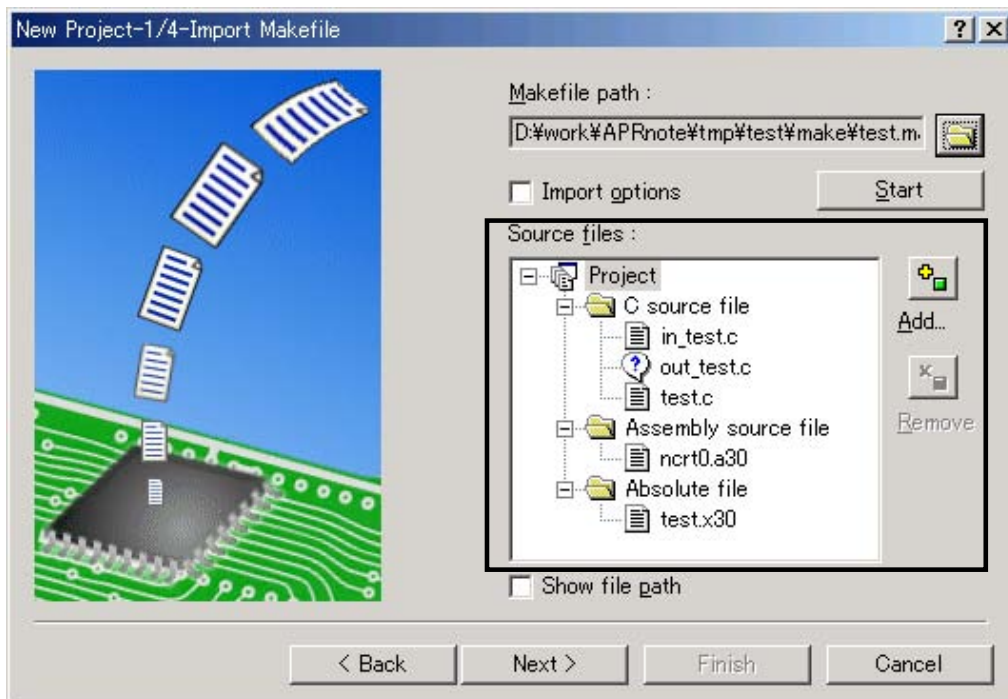 New Project-1/4-Import Makefile
Makefile path :
D:¥work¥APRnote¥tmp¥test¥make¥test.m
Import options
Start
Source files :
Project
C source file
in_test.c
out_test.c
test.c
Assembly source file
ncrt0.a30
Absolute file
test.x30
Add...
Remove
Show file path
< Back
Next >
Finish
Cancel